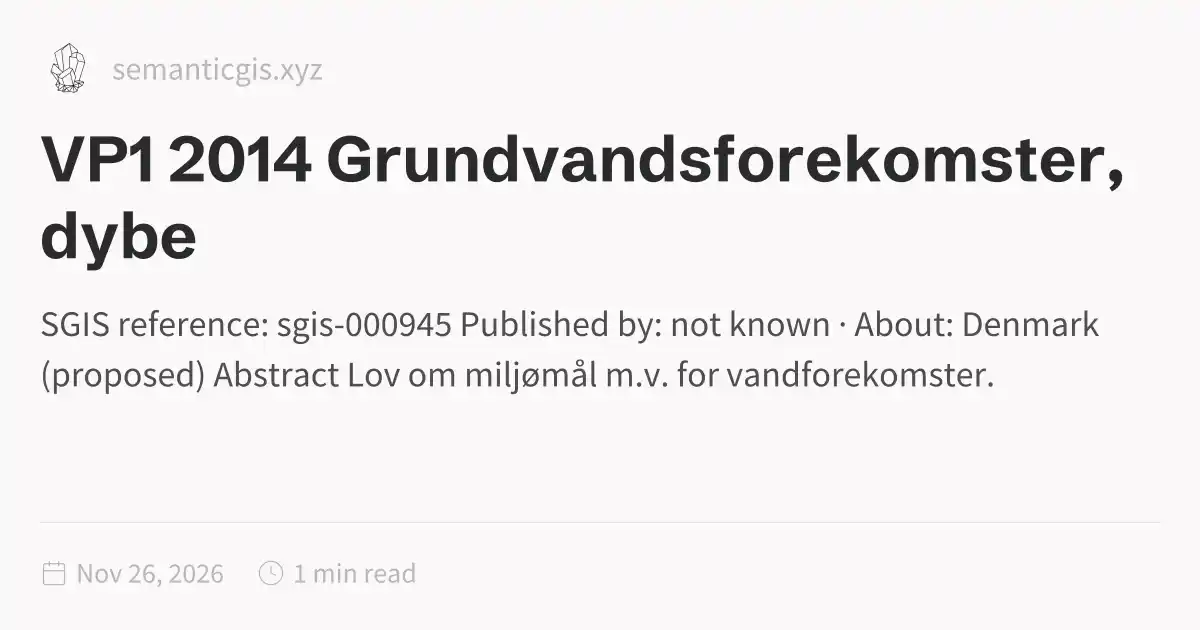 semanticgis.xyz
VP1 2014 Grundvandsforekomster,
dybe
SGIS reference: sgis-000945 Published by: not known · About: Denmark
(proposed) Abstract Lov om miljømål m.v. for vandforekomster.
Nov 26, 2026 1 min read